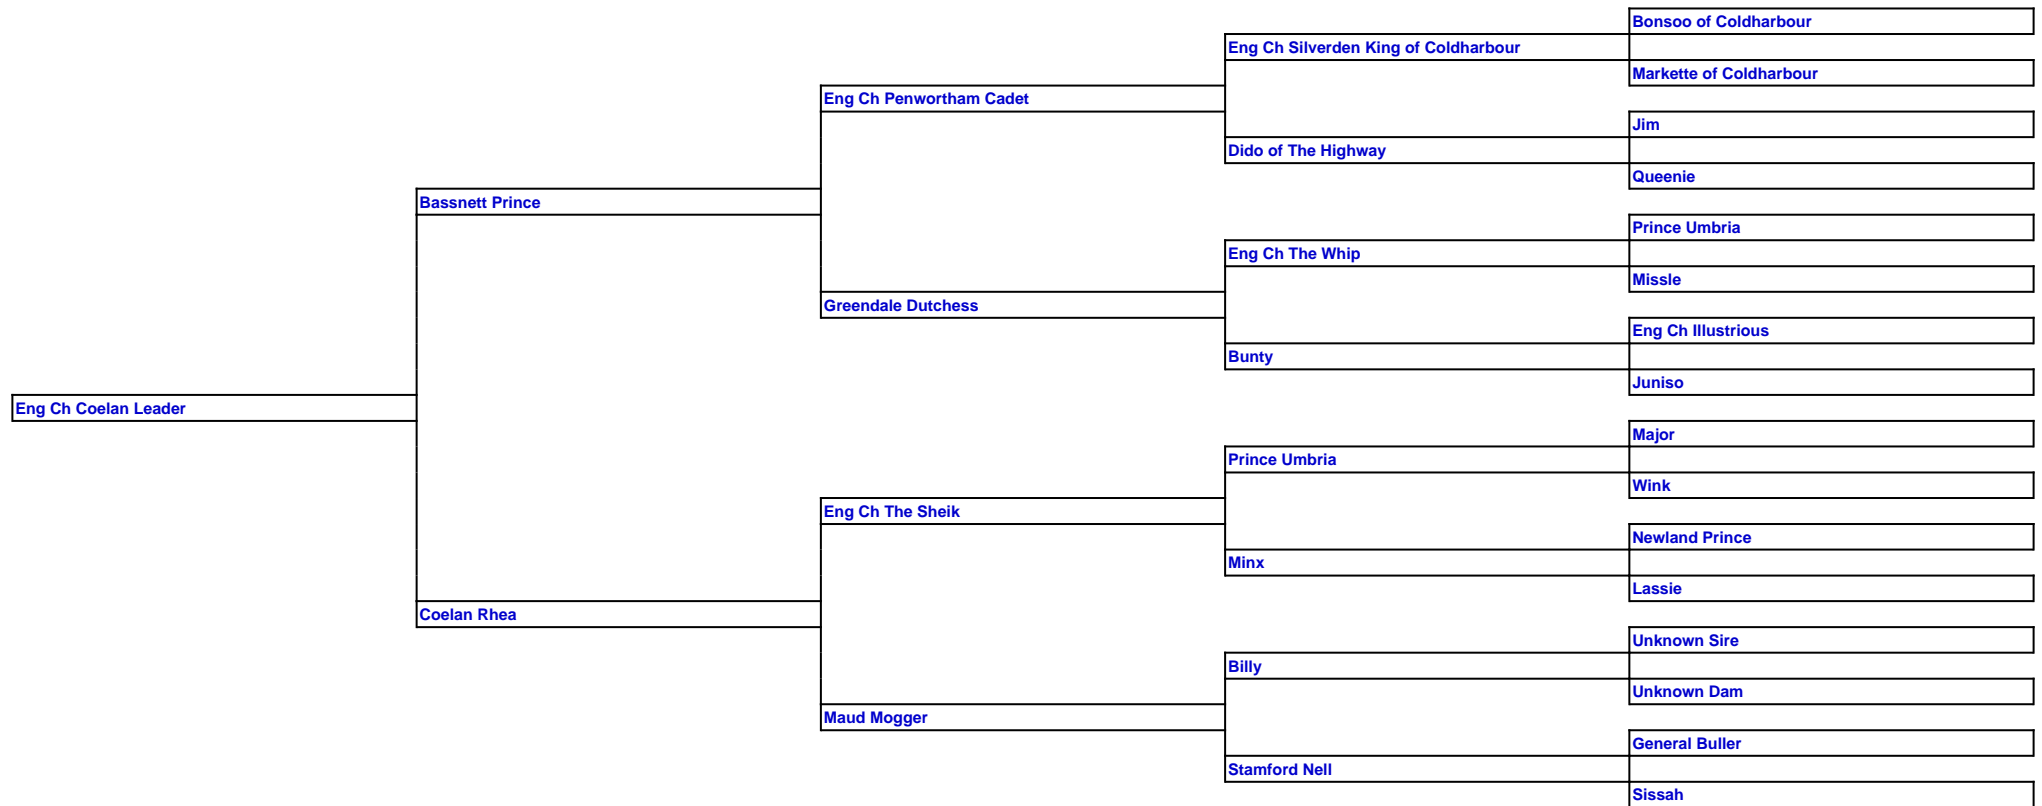 Bonsoo of Coldharbour
Eng Ch Silverden King of Coldharbour
Markette of Coldharbour
Eng Ch Penwortham Cadet
Jim
Dido of The Highway
Queenie
Bassnett Prince
Prince Umbria
Eng Ch The Whip
Missle
Greendale Dutchess
Eng Ch Illustrious
Bunty
Juniso
Eng Ch Coelan Leader
Major
Prince Umbria
Wink
Eng Ch The Sheik
Newland Prince
Minx
Lassie
Coelan Rhea
Unknown Sire
Billy
Unknown Dam
Maud Mogger
General Buller
Stamford Nell
Sissah